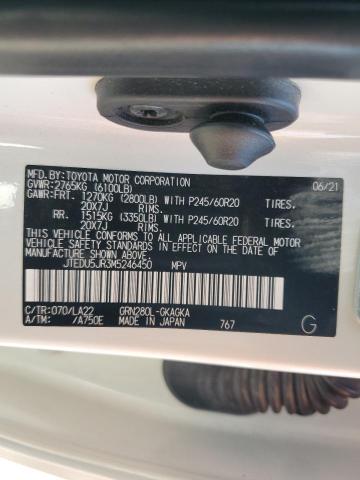 MFD.BY:TOYOTA MOTOR CORPORATION 06/21
GVWR:2765KG (6100LB)
GAWR:FRT. 1270KG (2800LB) WITH P245/60R20 TIRES.
20X7J RIMS.
RR. 1515KG (3350LB) WITH P245/60R20 TIRES.
20X7J RIMS.
THIS VEHICLE CONFORMS TO ALL APPLICABLE FEDERAL MOTOR
VEHICLE SAFETY STANDARDS IN EFFECT ON THE DATE OF
MANUFACTURE SHOWN ABOVE.
JTEDU5JR3M5246450 MPV
C/TR:070/LA22 GRN280L-GKAGKA
A/TM: /A750E MADE IN JAPAN 767 G